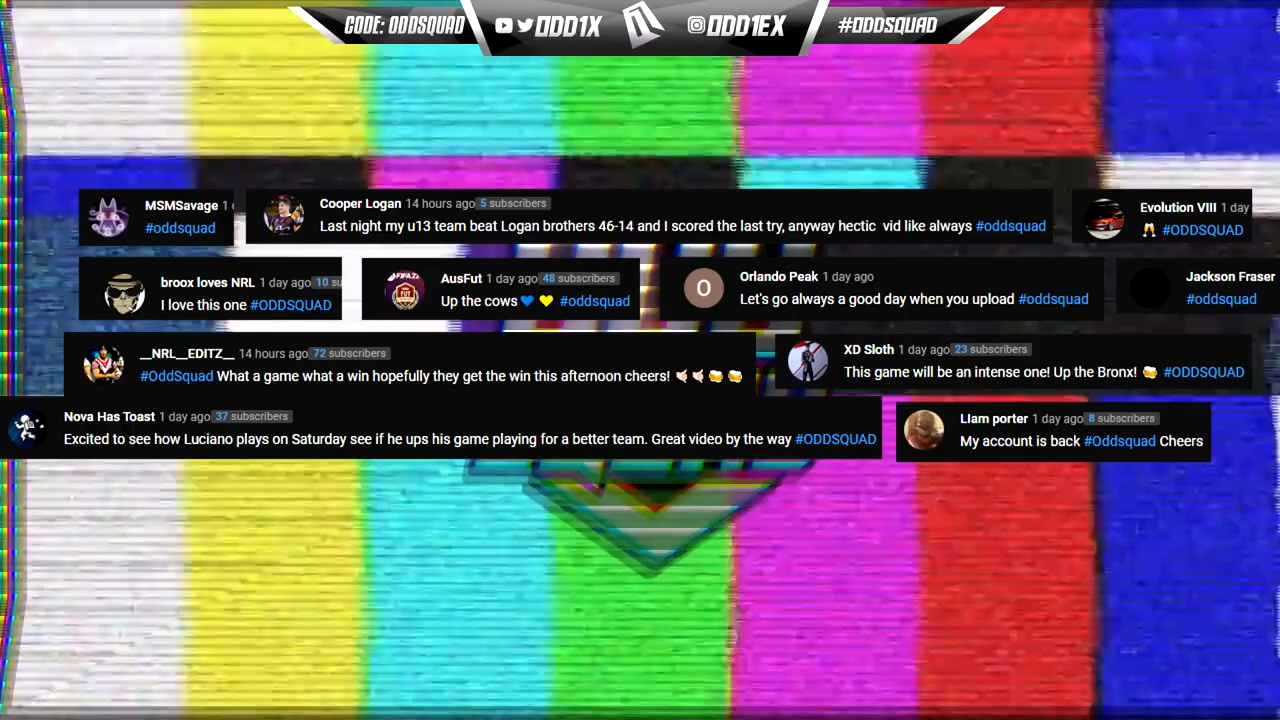 CODE: ODDSQUAD
ODD1X
ODD1EX
#ODDSQUAD
MSMSavage 1
#oddsquad
Cooper Logan 14 hours ago 5 subscribers
Last night my u13 team beat Logan brothers 46-14 and I scored the last try, anyway hectic vid like always #oddsquad
Evolution VIII 1 day
🥂 #ODDSQUAD
broox loves NRL 1 day ago 10 su
I love this one #ODDSQUAD
AusFut 1 day ago 48 subscribers
Up the cows 💙 💛 #oddsquad
O
Orlando Peak 1 day ago
Let's go always a good day when you upload #oddsquad
Jackson Fraser
#oddsquad
__NRL__EDITZ__ 14 hours ago 72 subscribers
#OddSquad What a game what a win hopefully they get the win this afternoon cheers! 🤙🏻🤙🏻🍻🍻
XD Sloth 1 day ago 23 subscribers
This game will be an intense one! Up the Bronx! 🍻 #ODDSQUAD
Nova Has Toast 1 day ago 37 subscribers
Excited to see how Luciano plays on Saturday see if he ups his game playing for a better team. Great video by the way #ODDSQUAD
LIam porter 1 day ago 8 subscribers
My account is back #Oddsquad Cheers